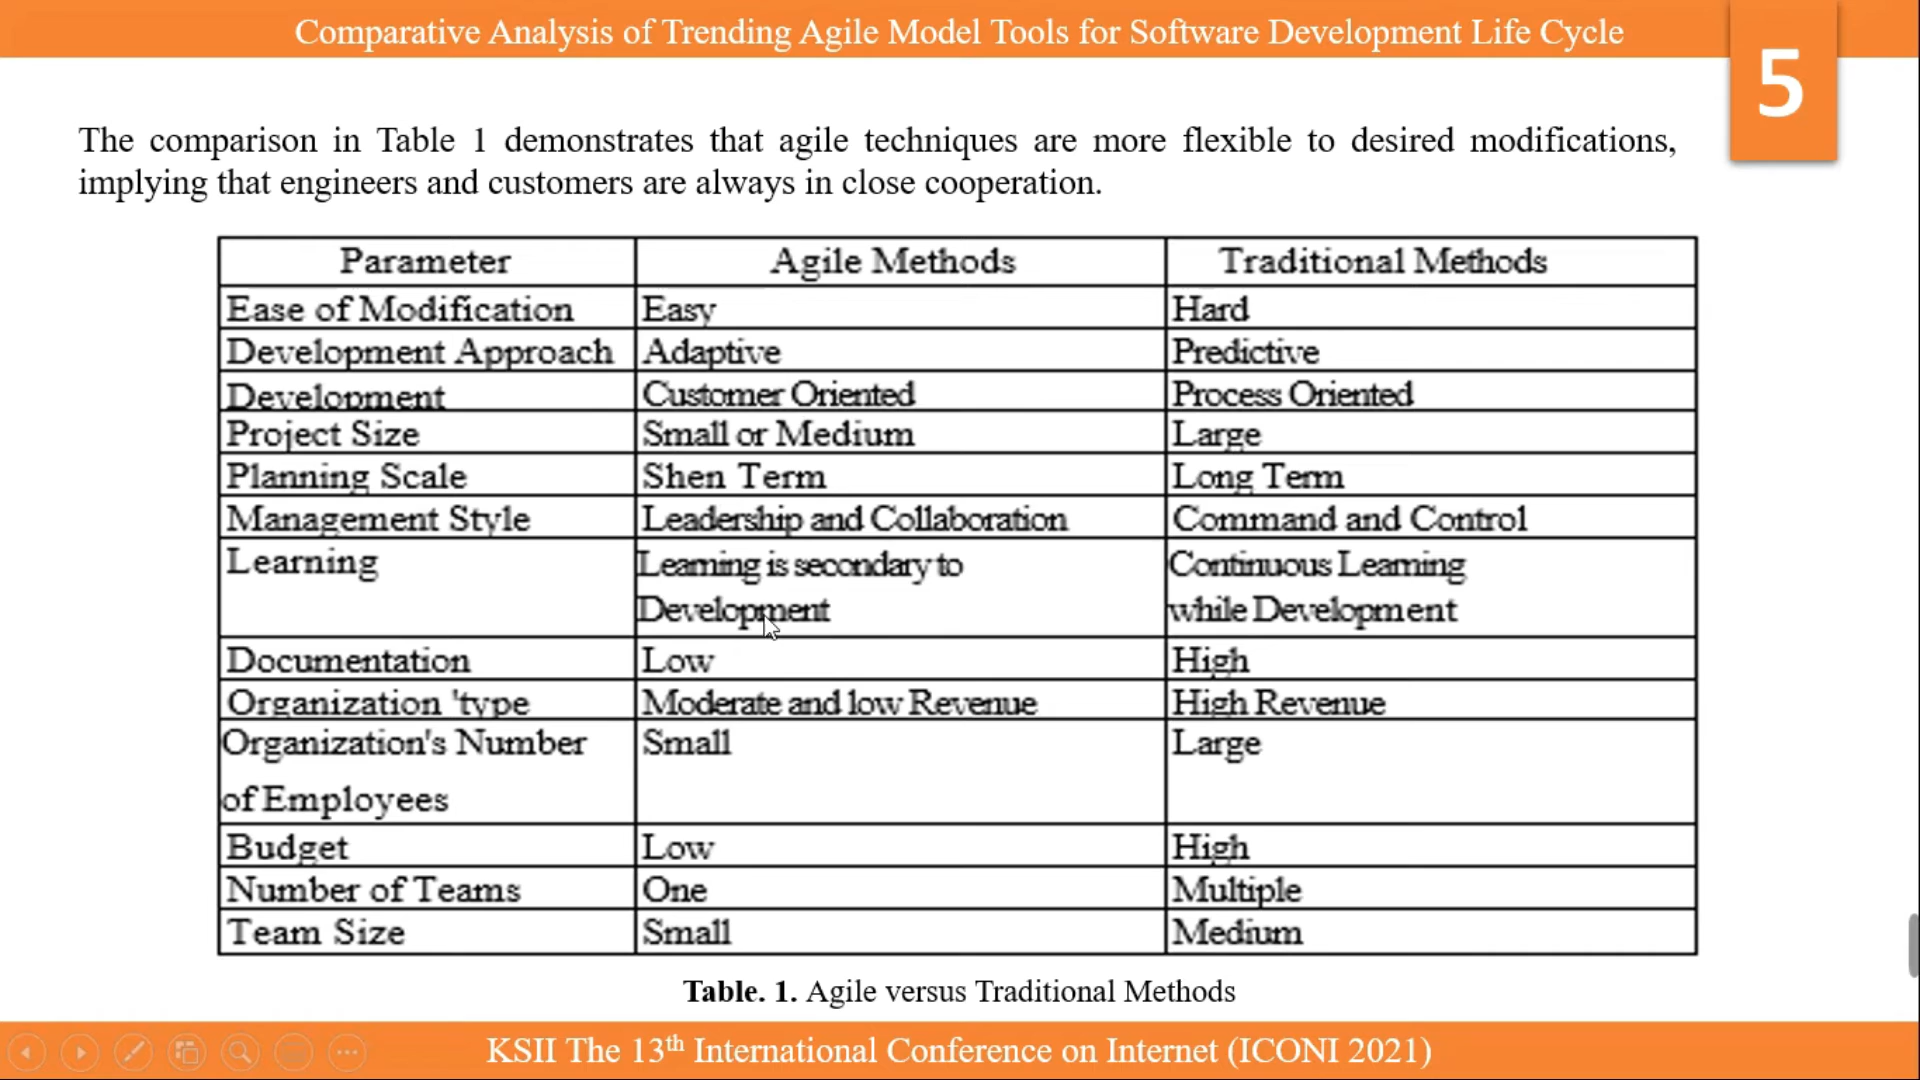 Comparative Analysis of Trending Agile Model Tools for Software Development Life Cycle
5
The comparison in Table 1 demonstrates that agile techniques are more flexible to desired modifications,
implying that engineers and customers are always in close cooperation.
Parameter Agile Methods Traditional Methods
Ease of Modification Easy Hard
Development Approach Adaptive Predictive
Development Customer Oriented Process Oriented
Project Size Small or Medium Large
Planning Scale Shen Term Long Term
Management Style Leadership and Collaboration Command and Control
Learning Learning is secondary to Continuous Learning
Development while Development
Documentation Low High
Organization 'type Moderate and low Revenue High Revenue
Organization's Number Small Large
of Employees
Budget Low High
Number of Teams One Multiple
Team Size Small Medium
Table. 1. Agile versus Traditional Methods
KSII The 13th International Conference on Internet (ICONI 2021)